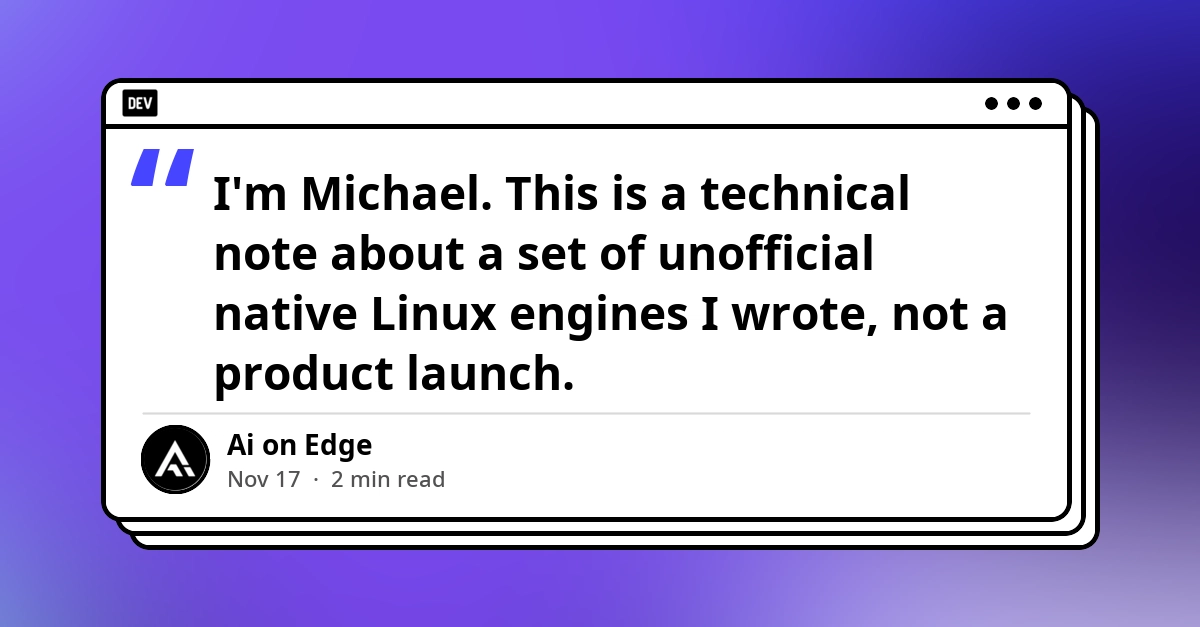 DEV
“
I'm Michael. This is a technical
note about a set of unofficial
native Linux engines I wrote, not a
product launch.
Ai on Edge
Nov 17 · 2 min read